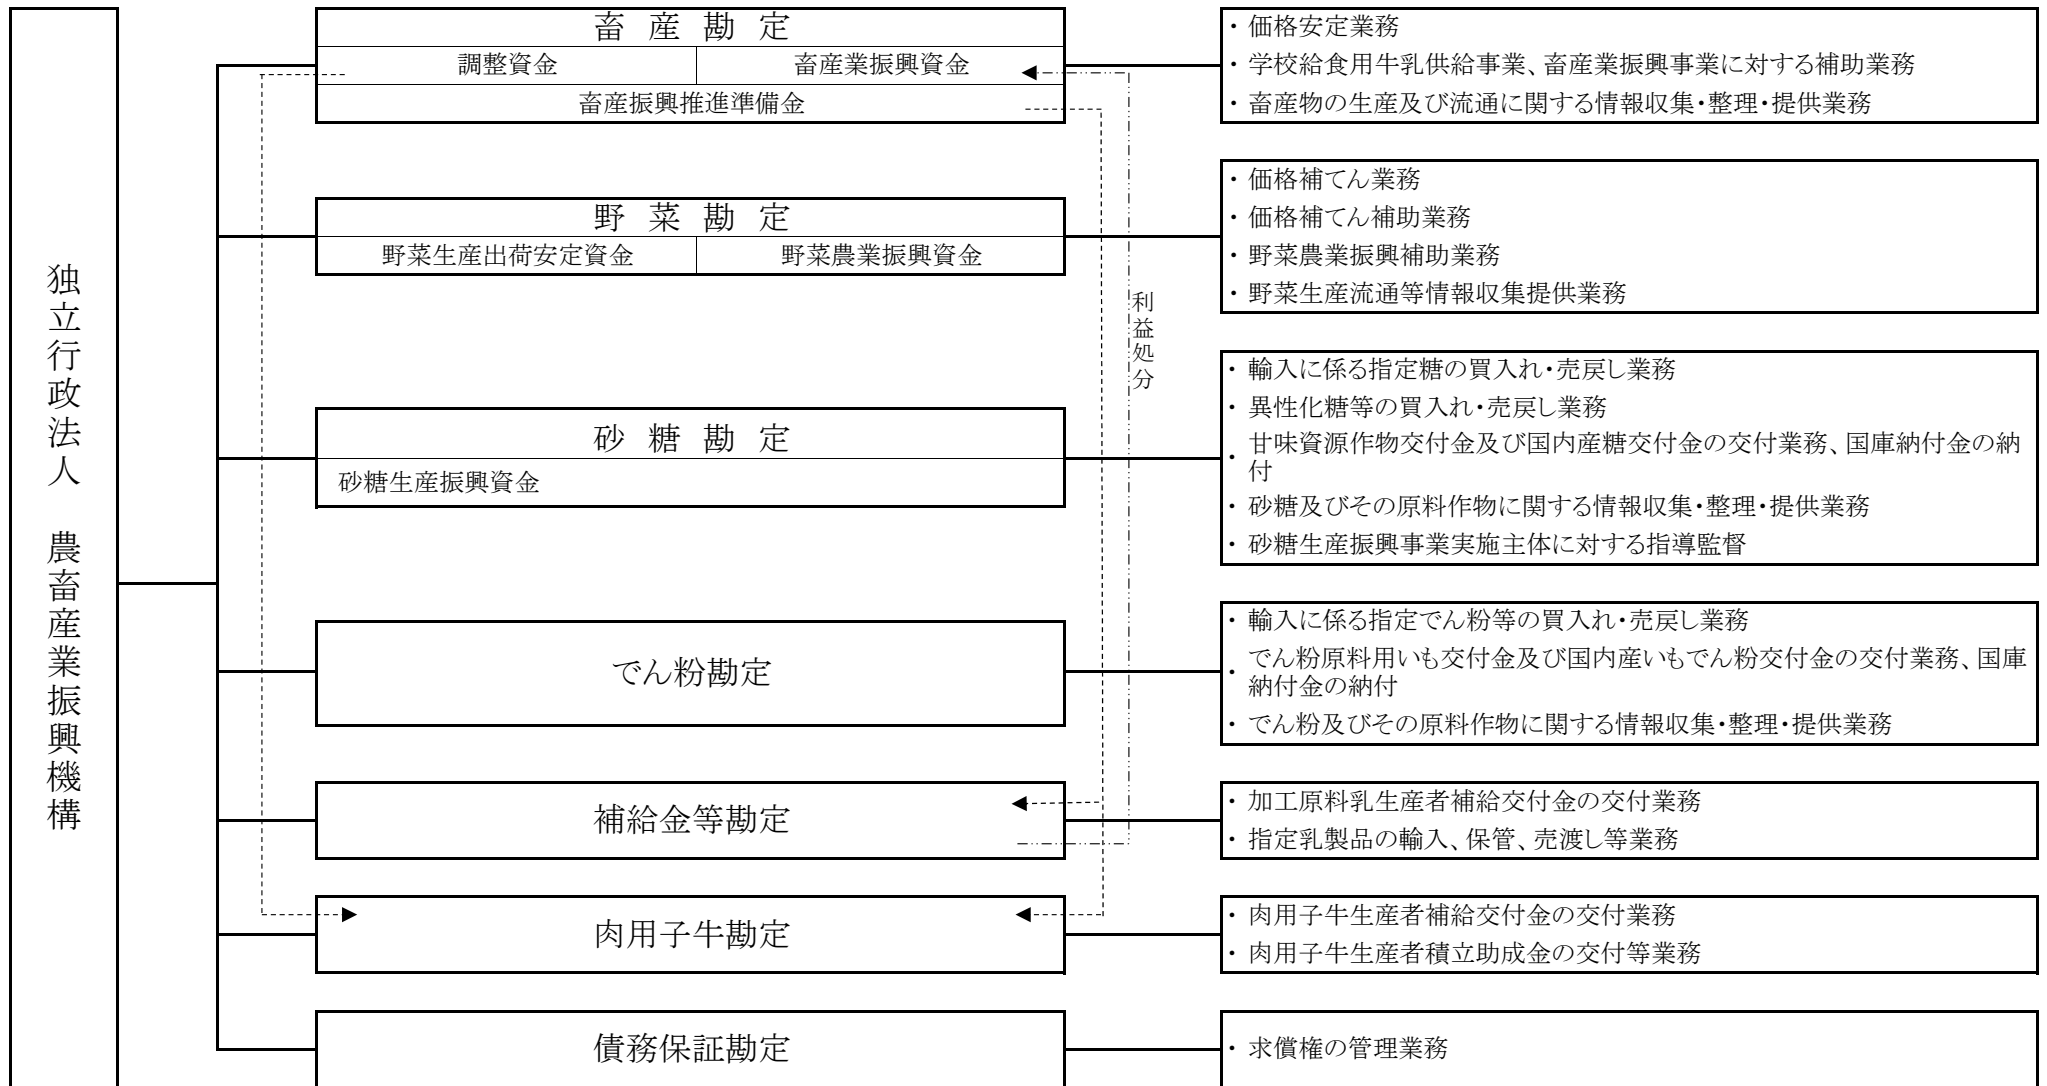 独立行政法人　農畜産業振興機構
畜産勘定
調整資金
畜産業振興資金
畜産振興推進準備金
・価格安定業務
・学校給食用牛乳供給事業、畜産業振興事業に対する補助業務
・畜産物の生産及び流通に関する情報収集・整理・提供業務
野菜勘定
野菜生産出荷安定資金
野菜農業振興資金
・価格補てん業務
・価格補てん補助業務
・野菜農業振興補助業務
・野菜生産流通等情報収集提供業務
利益処分
砂糖勘定
砂糖生産振興資金
・輸入に係る指定糖の買入れ・売戻し業務
・異性化糖等の買入れ・売戻し業務
・甘味資源作物交付金及び国内産糖交付金の交付業務、国庫納付金の納
付
・砂糖及びその原料作物に関する情報収集・整理・提供業務
・砂糖生産振興事業実施主体に対する指導監督
でん粉勘定
・輸入に係る指定でん粉等の買入れ・売戻し業務
・でん粉原料用いも交付金及び国内産いもでん粉交付金の交付業務、国庫
納付金の納付
・でん粉及びその原料作物に関する情報収集・整理・提供業務
補給金等勘定
・加工原料乳生産者補給交付金の交付業務
・指定乳製品の輸入、保管、売渡し等業務
肉用子牛勘定
・肉用子牛生産者補給交付金の交付業務
・肉用子牛生産者積立助成金の交付等業務
債務保証勘定
・求償権の管理業務